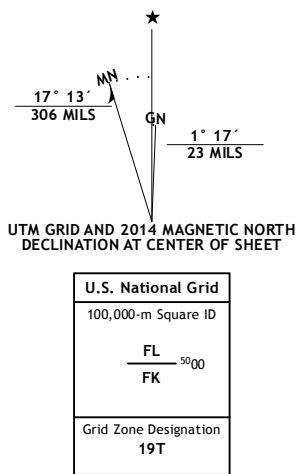 ★
MN
GN
17° 13´
306 MILS
1° 17´
23 MILS
UTM GRID AND 2014 MAGNETIC NORTH
DECLINATION AT CENTER OF SHEET
U.S. National Grid
100,000-m Square ID
FL
⁵⁰00
FK
Grid Zone Designation
19T